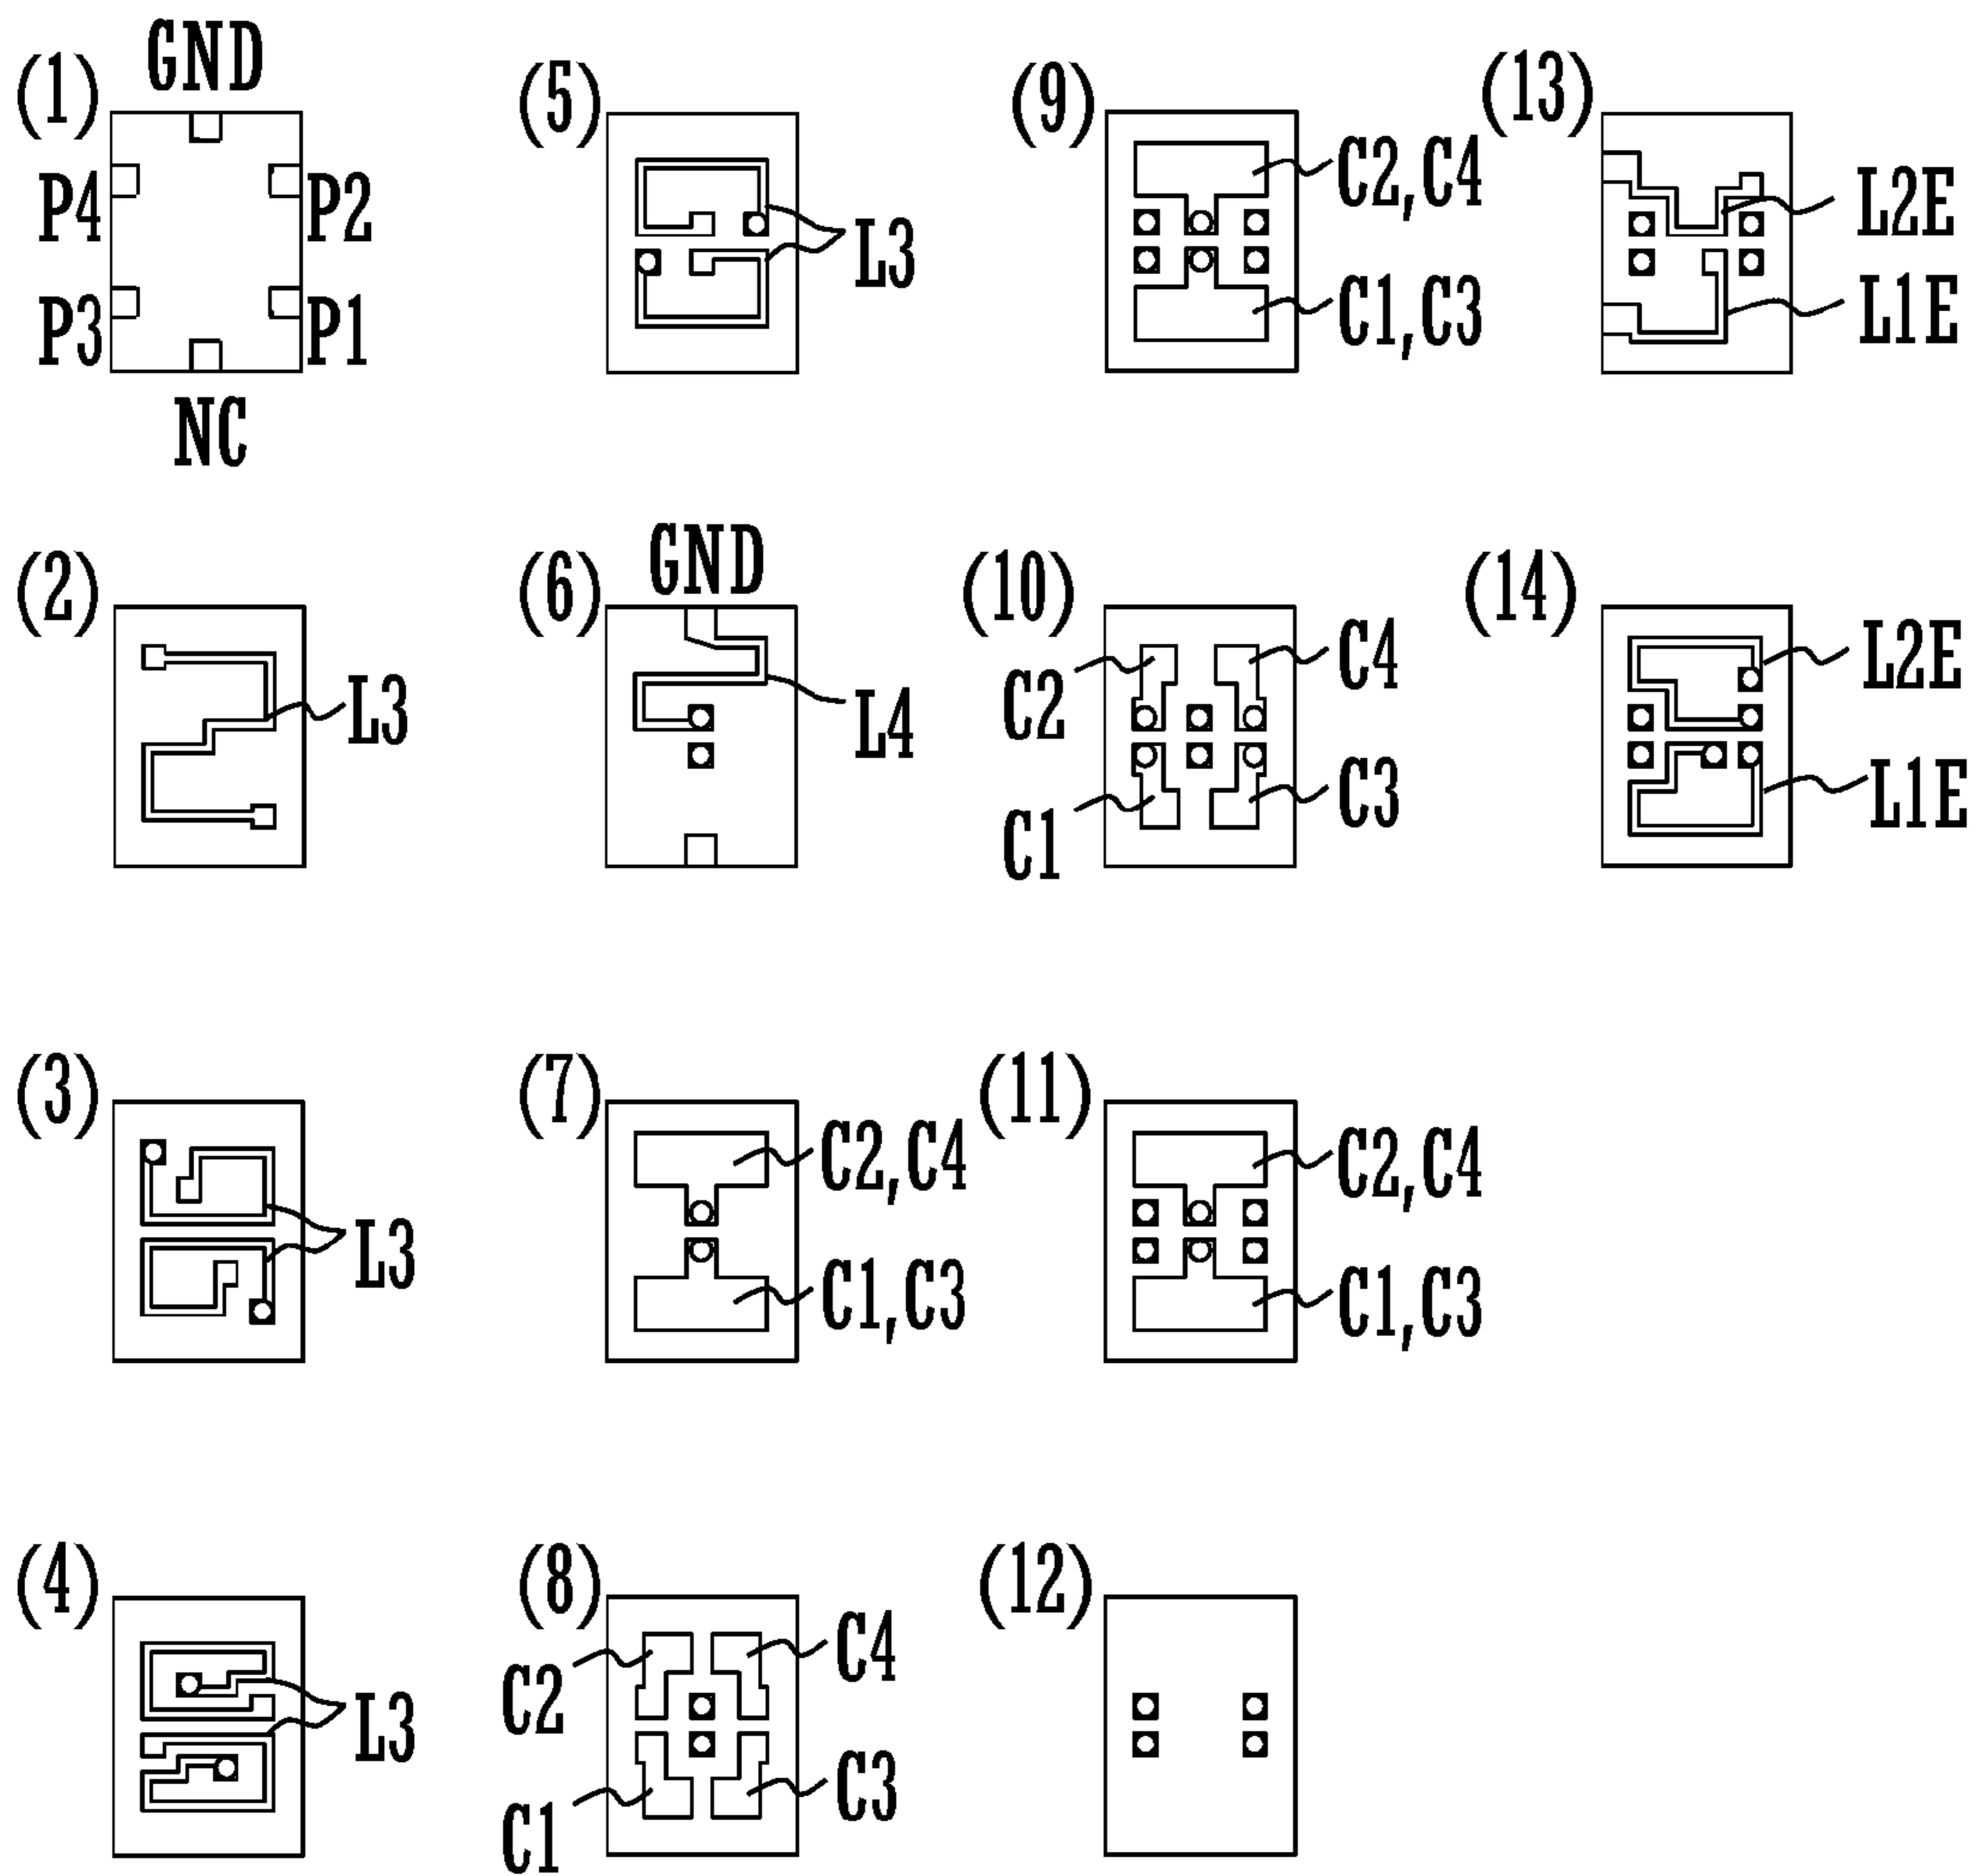 (1)
GND
P4
P2
P3
P1
NC
(2)
L3
(3)
L3
(4)
L3
(5)
L3
(6)
GND
L4
(7)
C2,C4
C1,C3
(8)
C2
C4
C1
C3
(9)
C2,C4
C1,C3
(10)
C2
C4
C1
C3
(11)
C2,C4
C1,C3
(12)
(13)
L2E
L1E
(14)
L2E
L1E